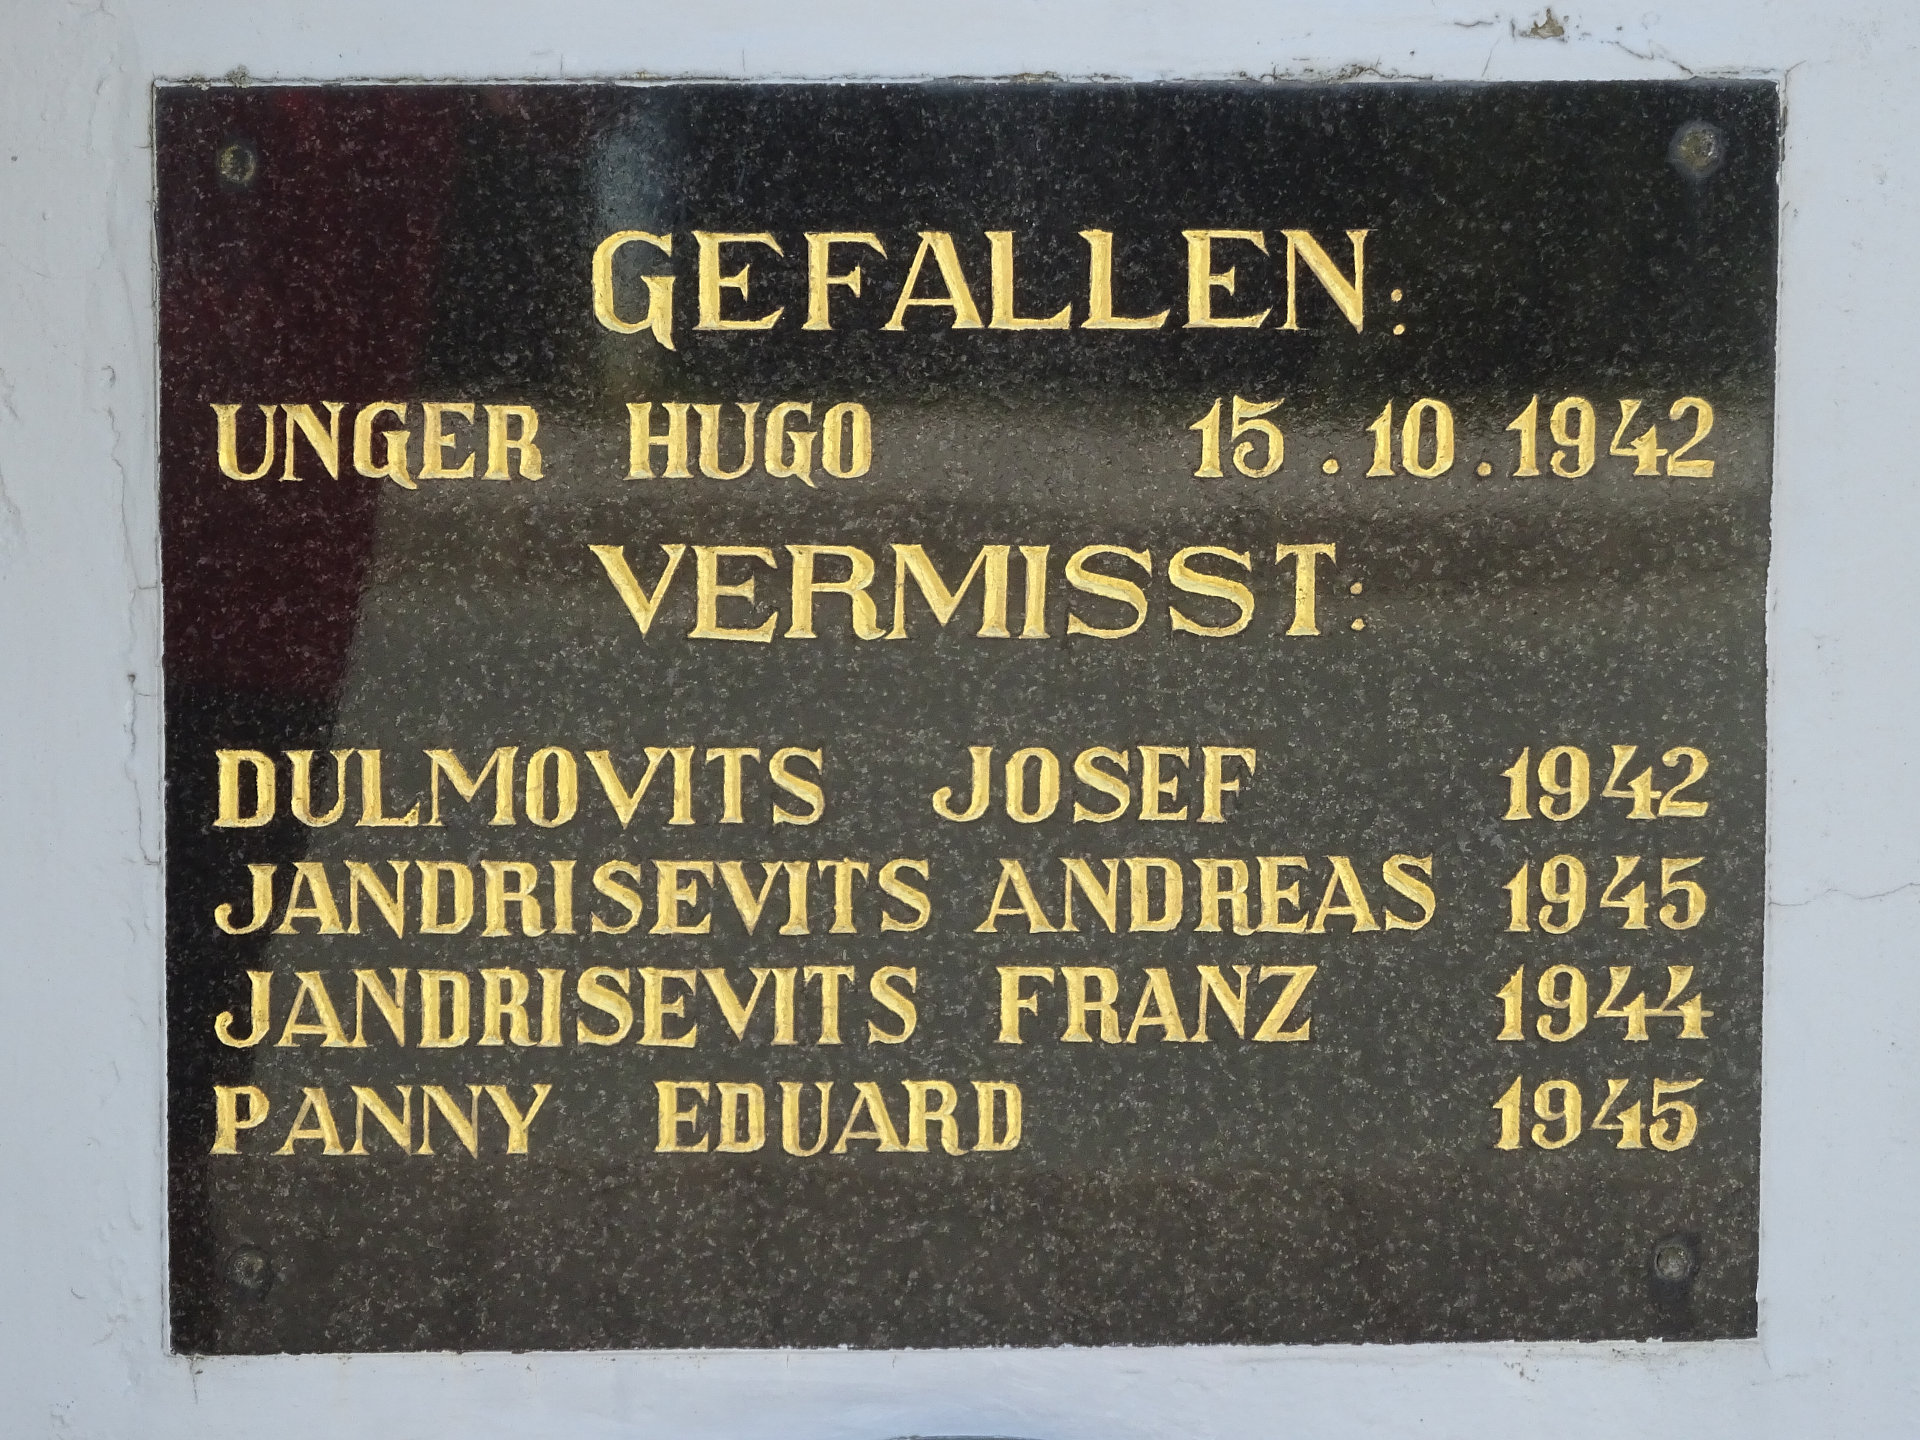 GEFALLEN:
UNGER HUGO 15.10.1942
VERMISST:
DULMOVITS JOSEF 1942
JANDRISEVITS ANDREAS 1945
JANDRISEVITS FRANZ 1944
PANNY EDUARD 1945